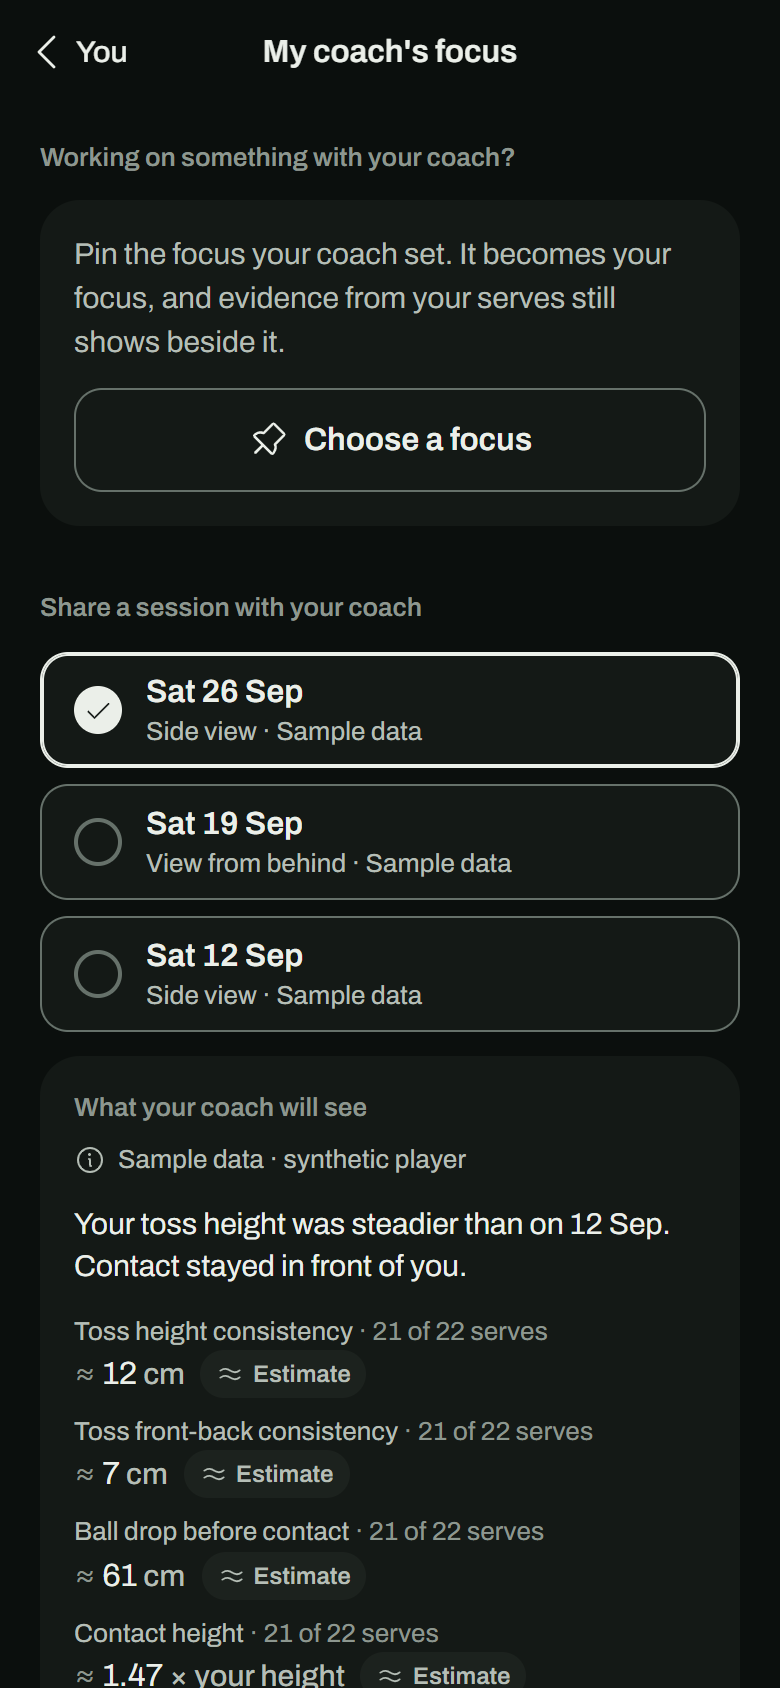 You
My coach's focus
Working on something with your coach?
Pin the focus your coach set. It becomes your
focus, and evidence from your serves still
shows beside it.
Choose a focus
Share a session with your coach
Sat 26 Sep
Side view · Sample data
Sat 19 Sep
View from behind · Sample data
Sat 12 Sep
Side view · Sample data
What your coach will see
Sample data · synthetic player
Your toss height was steadier than on 12 Sep.
Contact stayed in front of you.
Toss height consistency · 21 of 22 serves
≈ 12 cm ≈ Estimate
Toss front-back consistency · 21 of 22 serves
≈ 7 cm ≈ Estimate
Ball drop before contact · 21 of 22 serves
≈ 61 cm ≈ Estimate
Contact height · 21 of 22 serves
≈ 1.47 × your height ≈ Estimate